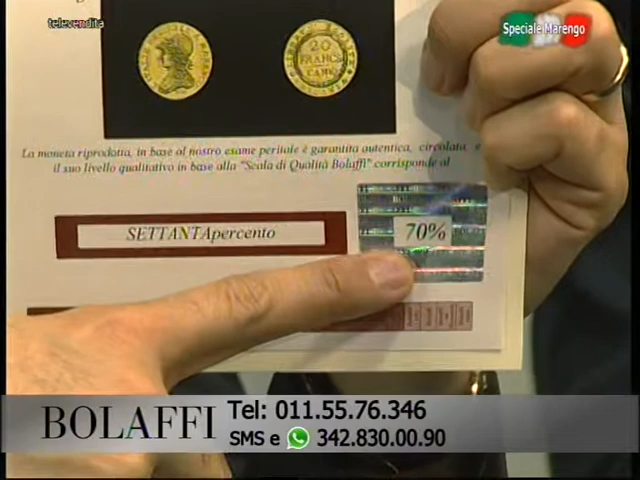 televendita
Speciale Marengo
20
FRANCS
La moneta riprodotta, in base al nostro esame peritale è garantita autentica, circolata e
il suo livello qualitativo in base alla "Scala di Qualità Bolaffi" corrisponde al
SETTANTApercento
70%
BOLAFFI
Tel: 011.55.76.346
SMS e 342.830.00.90